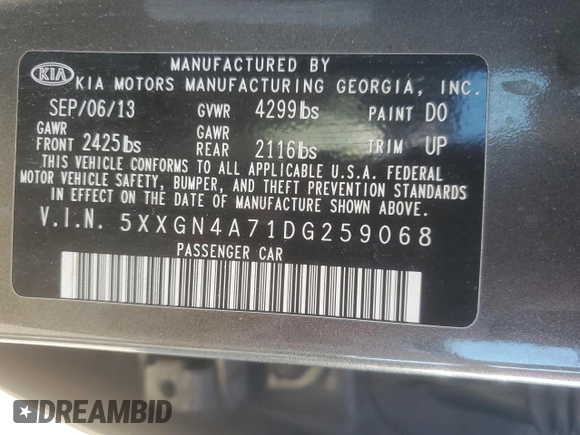 MANUFACTURED BY
KIA KIA MOTORS MANUFACTURING GEORGIA, INC.
SEP/06/13 GVWR 4299lbs PAINT D0
GAWR GAWR
FRONT 2425lbs REAR 2116lbs TRIM UP
THIS VEHICLE CONFORMS TO ALL APPLICABLE U.S.A. FEDERAL
MOTOR VEHICLE SAFETY, BUMPER, AND THEFT PREVENTION STANDARDS
IN EFFECT ON THE DATE OF MANUFACTURE SHOWN ABOVE.
V.I.N. 5XXGN4A71DG259068
PASSENGER CAR
DREAMBID